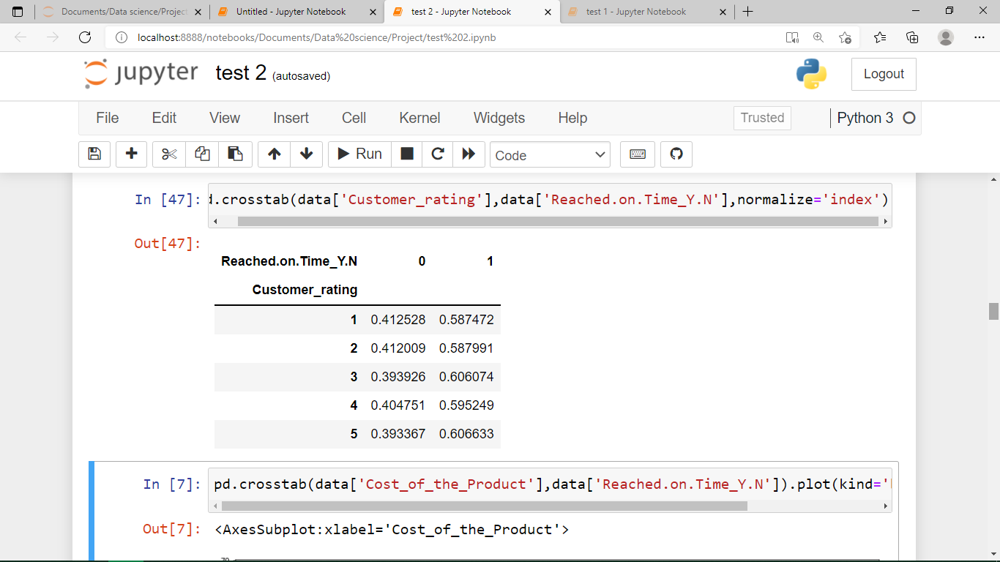 Documents/Data science/Project
Untitled - Jupyter Notebook
test 2 - Jupyter Notebook
test 1 - Jupyter Notebook
localhost:8888/notebooks/Documents/Data%20science/Project/test%202.ipynb
jupyter test 2 (autosaved)
Logout
File Edit View Insert Cell Kernel Widgets Help Trusted Python 3
Run Code
In [47]: d.crosstab(data['Customer_rating'],data['Reached.on.Time_Y.N'],normalize='index')
Out[47]:
Reached.on.Time_Y.N 0 1
Customer_rating
1 0.412528 0.587472
2 0.412009 0.587991
3 0.393926 0.606074
4 0.404751 0.595249
5 0.393367 0.606633
In [7]: pd.crosstab(data['Cost_of_the_Product'],data['Reached.on.Time_Y.N']).plot(kind='
Out[7]: <AxesSubplot:xlabel='Cost_of_the_Product'>